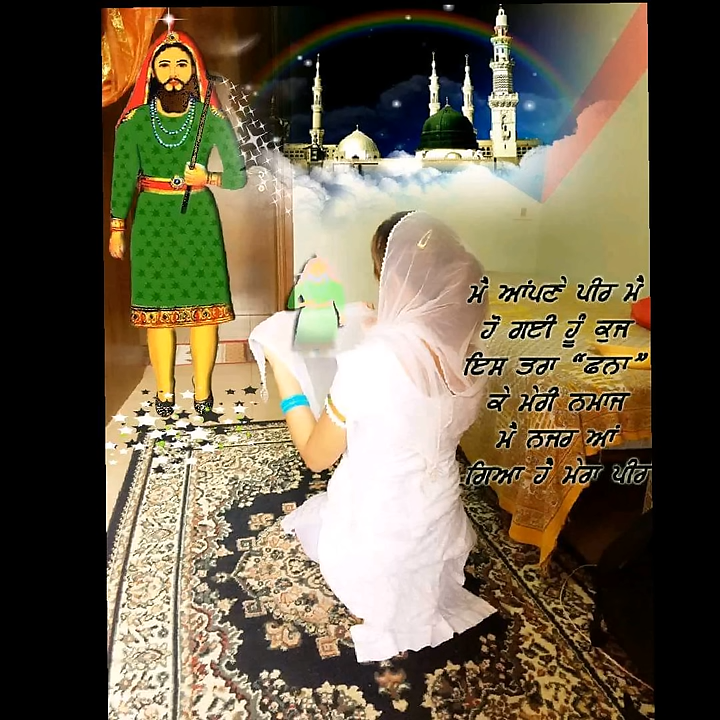 ਮੈ ਆਂਪਣੇ ਪੀਰ ਮੈ
ਹੋ ਗਈ ਹੂੰ ਕੁਜ
ਇਸ ਤਰਾ “ਫਨਾ”
ਕੇ ਮੇਰੀ ਨਮਾਜ
ਮੈ ਨਜਰ ਆਂ
ਗਿਆ ਹੈ ਮੇਰਾ ਪੀਰ